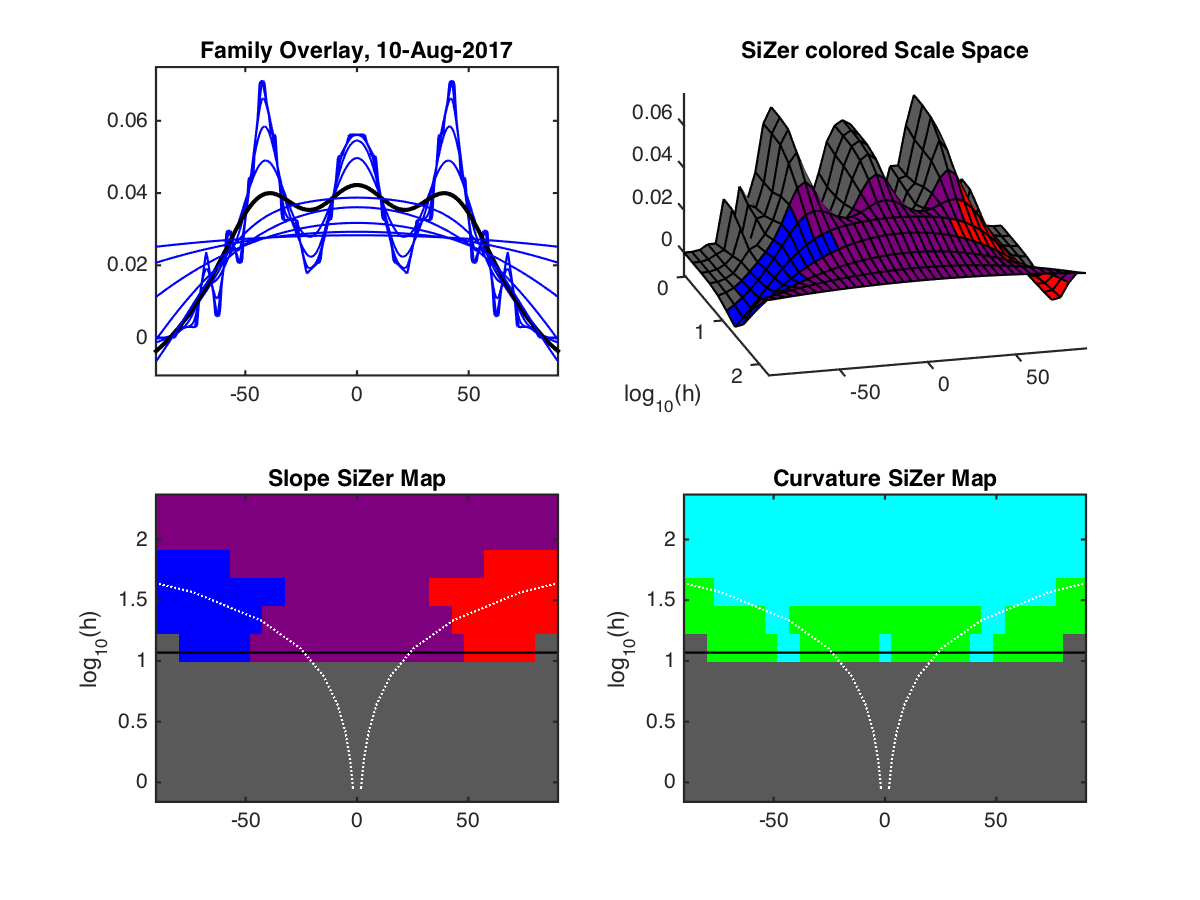 Family Overlay, 10-Aug-2017
0.06
0.04
0.02
0
-50 0 50
SiZer colored Scale Space
0.06
0.04
0.02
0
0
1
2
log10(h)
-50
0
50
Slope SiZer Map
log10(h)
2
1.5
1
0.5
0
-50 0 50
Curvature SiZer Map
log10(h)
2
1.5
1
0.5
0
-50 0 50